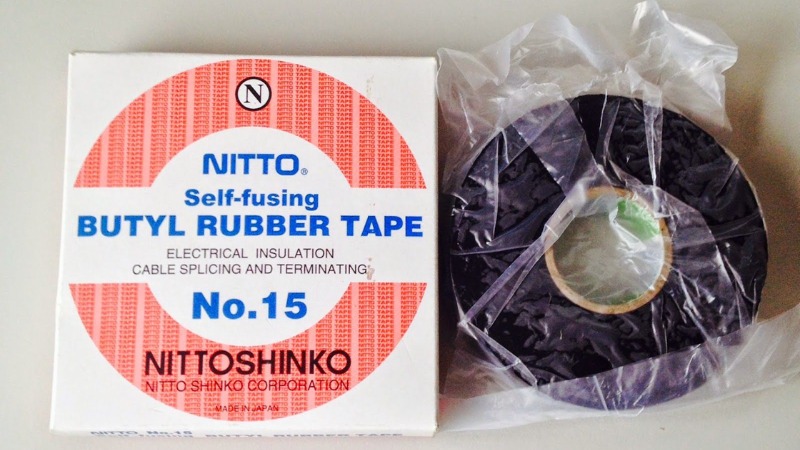 N
NITTO®
Self-fusing
BUTYL RUBBER TAPE
ELECTRICAL INSULATION
CABLE SPLICING AND TERMINATING
No.15
NITTOSHINKO
NITTO SHINKO CORPORATION
MADE IN JAPAN
NITTO No.15
BUTYL RUBBER TAPE